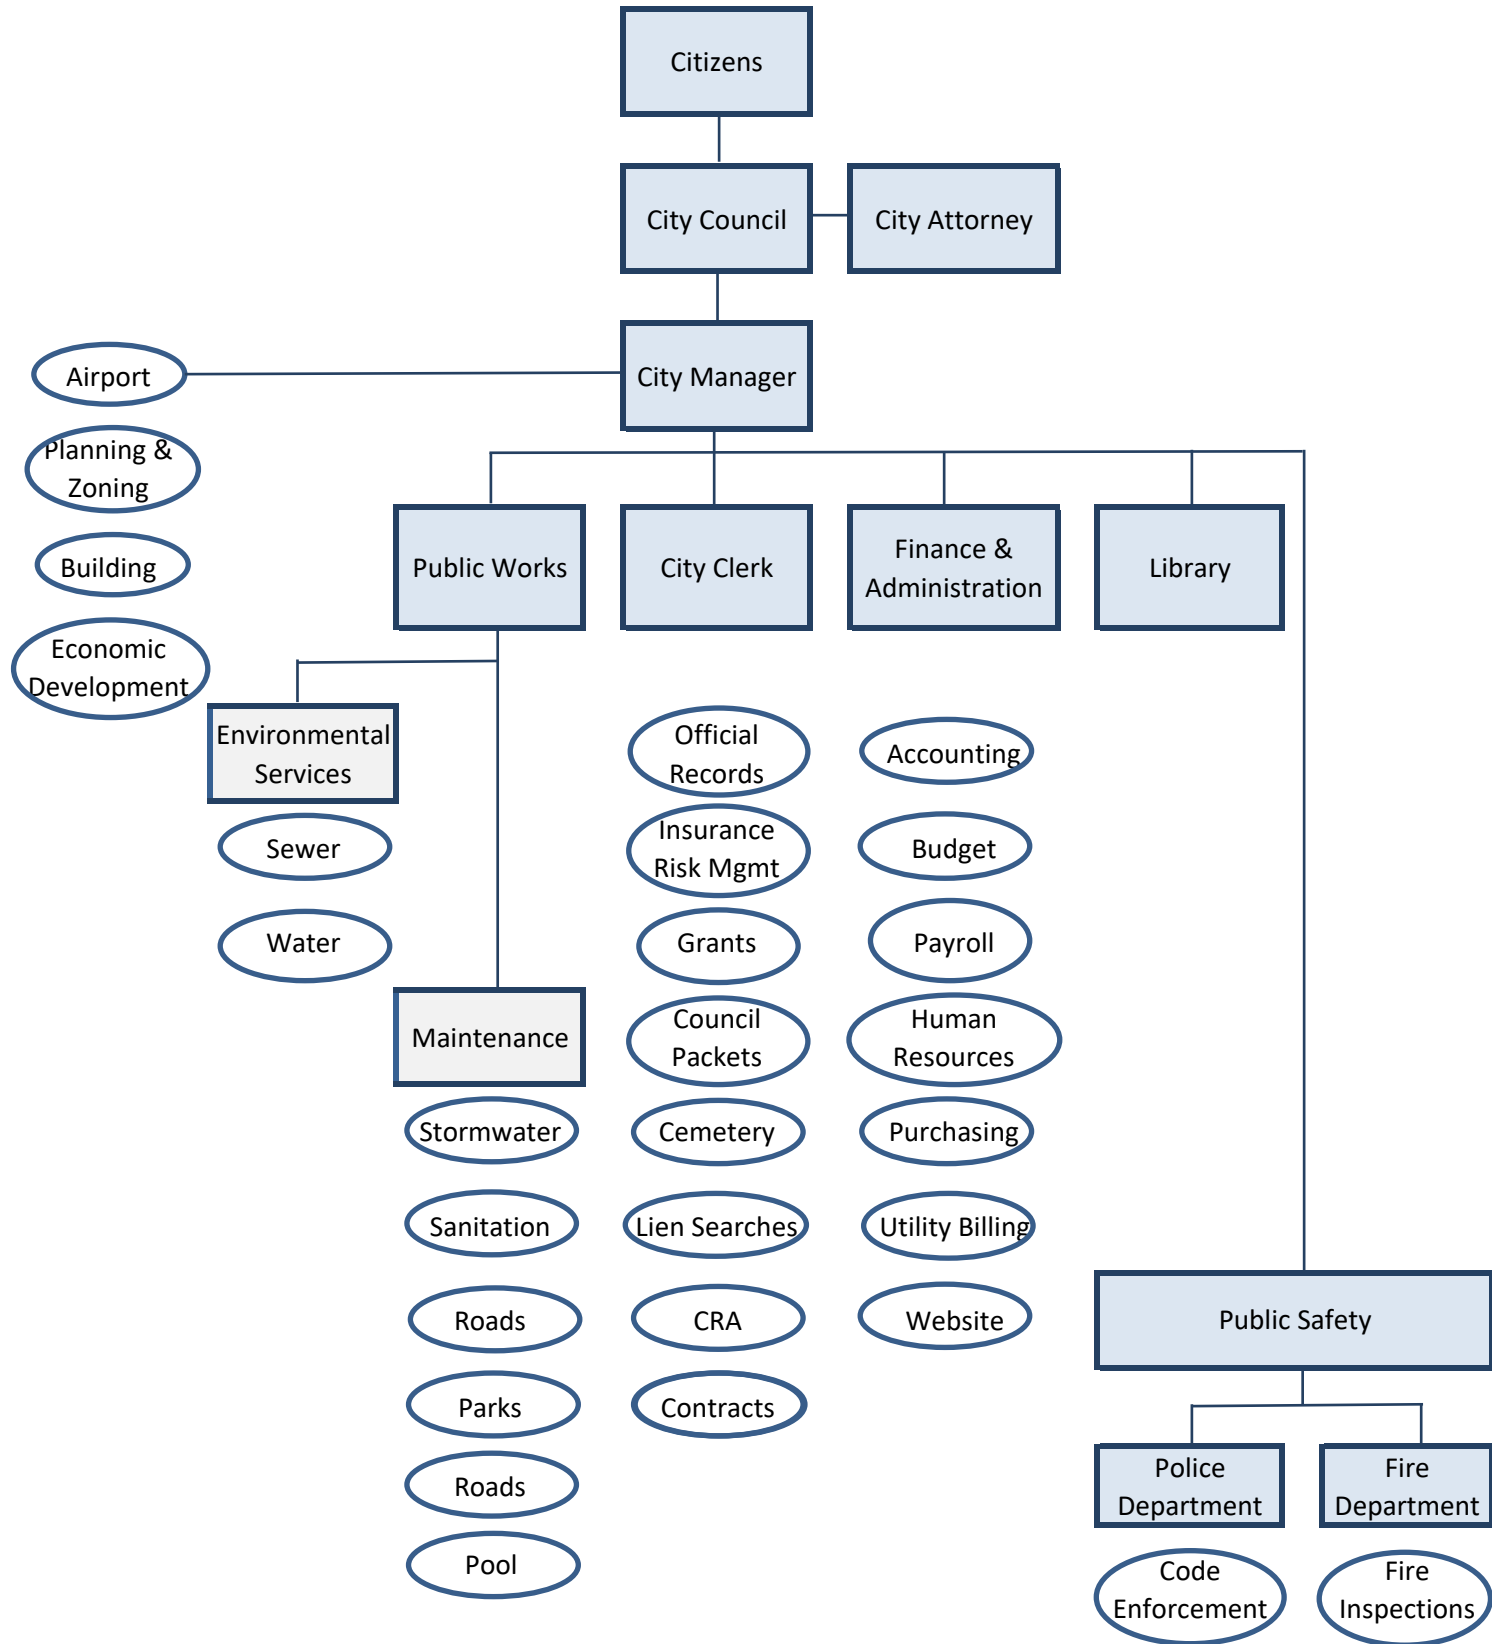 Citizens
City Council
City Attorney
City Manager
Airport
Planning &
Zoning
Building
Economic
Development
Public Works
City Clerk
Finance &
Administration
Library
Environmental
Services
Sewer
Water
Maintenance
Stormwater
Sanitation
Roads
Parks
Roads
Pool
Official
Records
Insurance
Risk Mgmt
Grants
Council
Packets
Cemetery
Lien Searches
CRA
Contracts
Accounting
Budget
Payroll
Human
Resources
Purchasing
Utility Billing
Website
Public Safety
Police
Department
Code
Enforcement
Fire
Department
Fire
Inspections